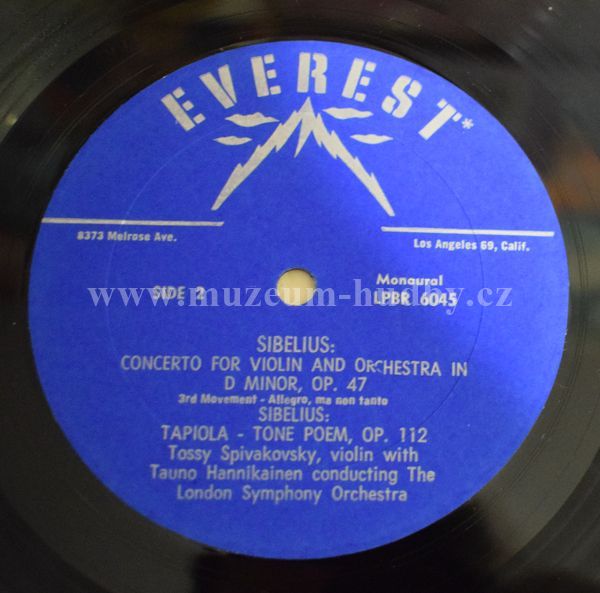 EVEREST*
8373 Melrose Ave.
Los Angeles 69, Calif.
Monaural
SIDE 2
LPBR 6045
www.muzeum-hudby.cz
SIBELIUS:
CONCERTO FOR VIOLIN AND ORCHESTRA IN
D MINOR, OP. 47
3rd Movement - Allegro, ma non tanto
SIBELIUS:
TAPIOLA - TONE POEM, OP. 112
Tossy Spivakovsky, violin with
Tauno Hannikainen conducting The
London Symphony Orchestra